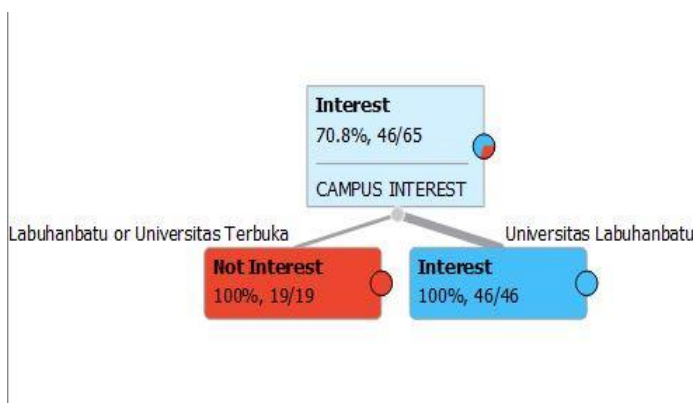 Interest
70.8%, 46/65
CAMPUS INTEREST
Labuhanbatu or Universitas Terbuka
Universitas Labuhanbatu
Not Interest
100%, 19/19
Interest
100%, 46/46